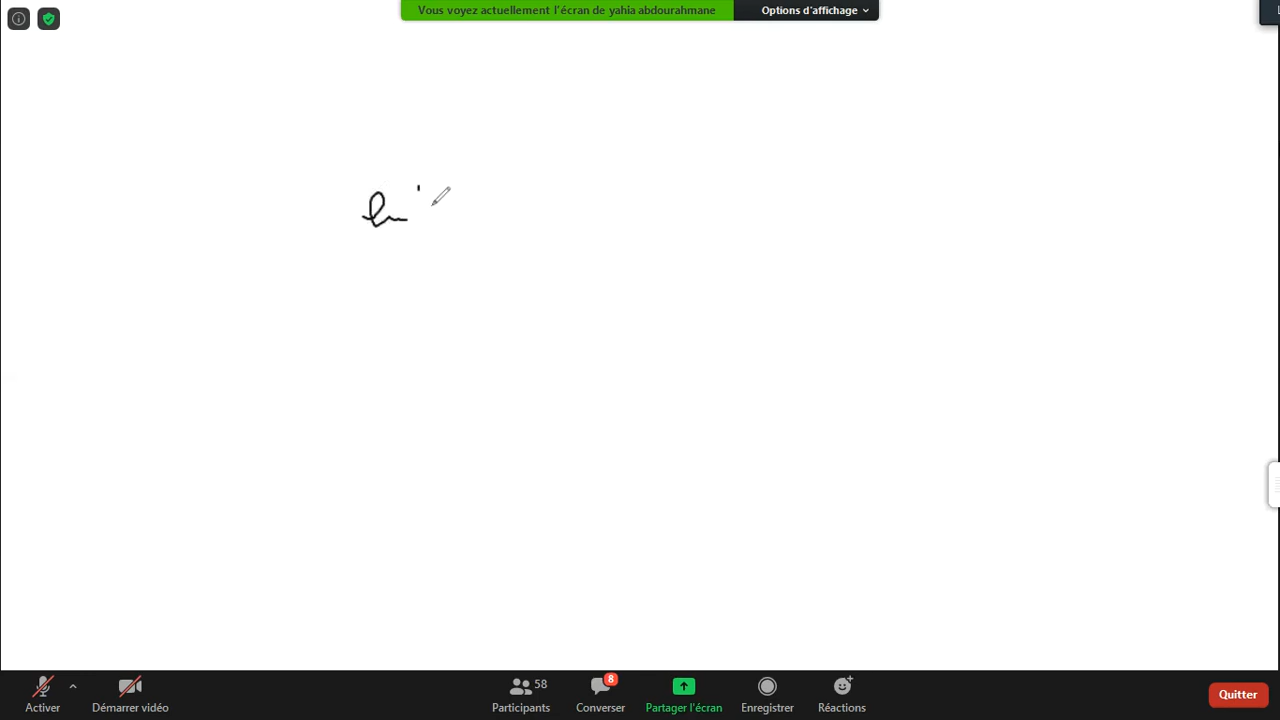 Vous voyez actuellement l'écran de yahia abdourahmane
Options d'affichage
Activer
Démarrer vidéo
58
Participants
8
Converser
Partager l'écran
Enregistrer
Réactions
Quitter